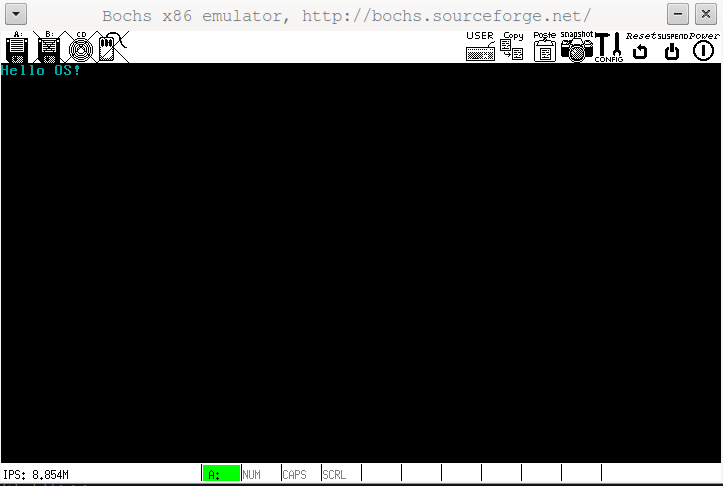 Bochs x86 emulator, http://bochs.sourceforge.net/
A: B: CD USER Copy Paste snapshot CONFIG Reset SUSPEND Power
Hello OS!
IPS: 8.854M A: NUM CAPS SCRL